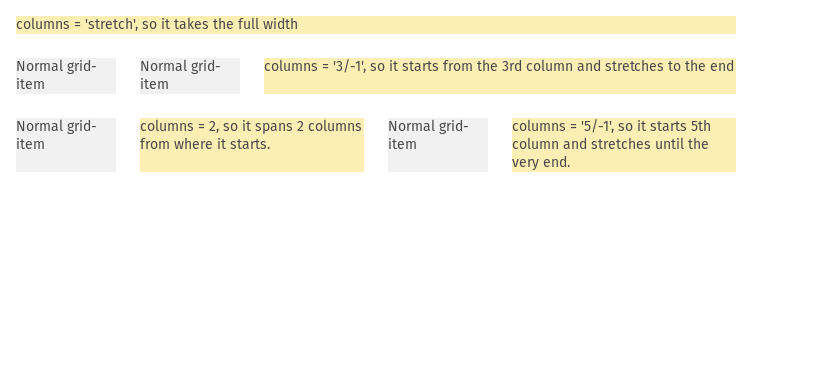 columns = 'stretch', so it takes the full width
Normal grid-
item
Normal grid-
item
columns = '3/-1', so it starts from the 3rd column and stretches to the end
Normal grid-
item
columns = 2, so it spans 2 columns
from where it starts.
Normal grid-
item
columns = '5/-1', so it starts 5th
column and stretches until the
very end.